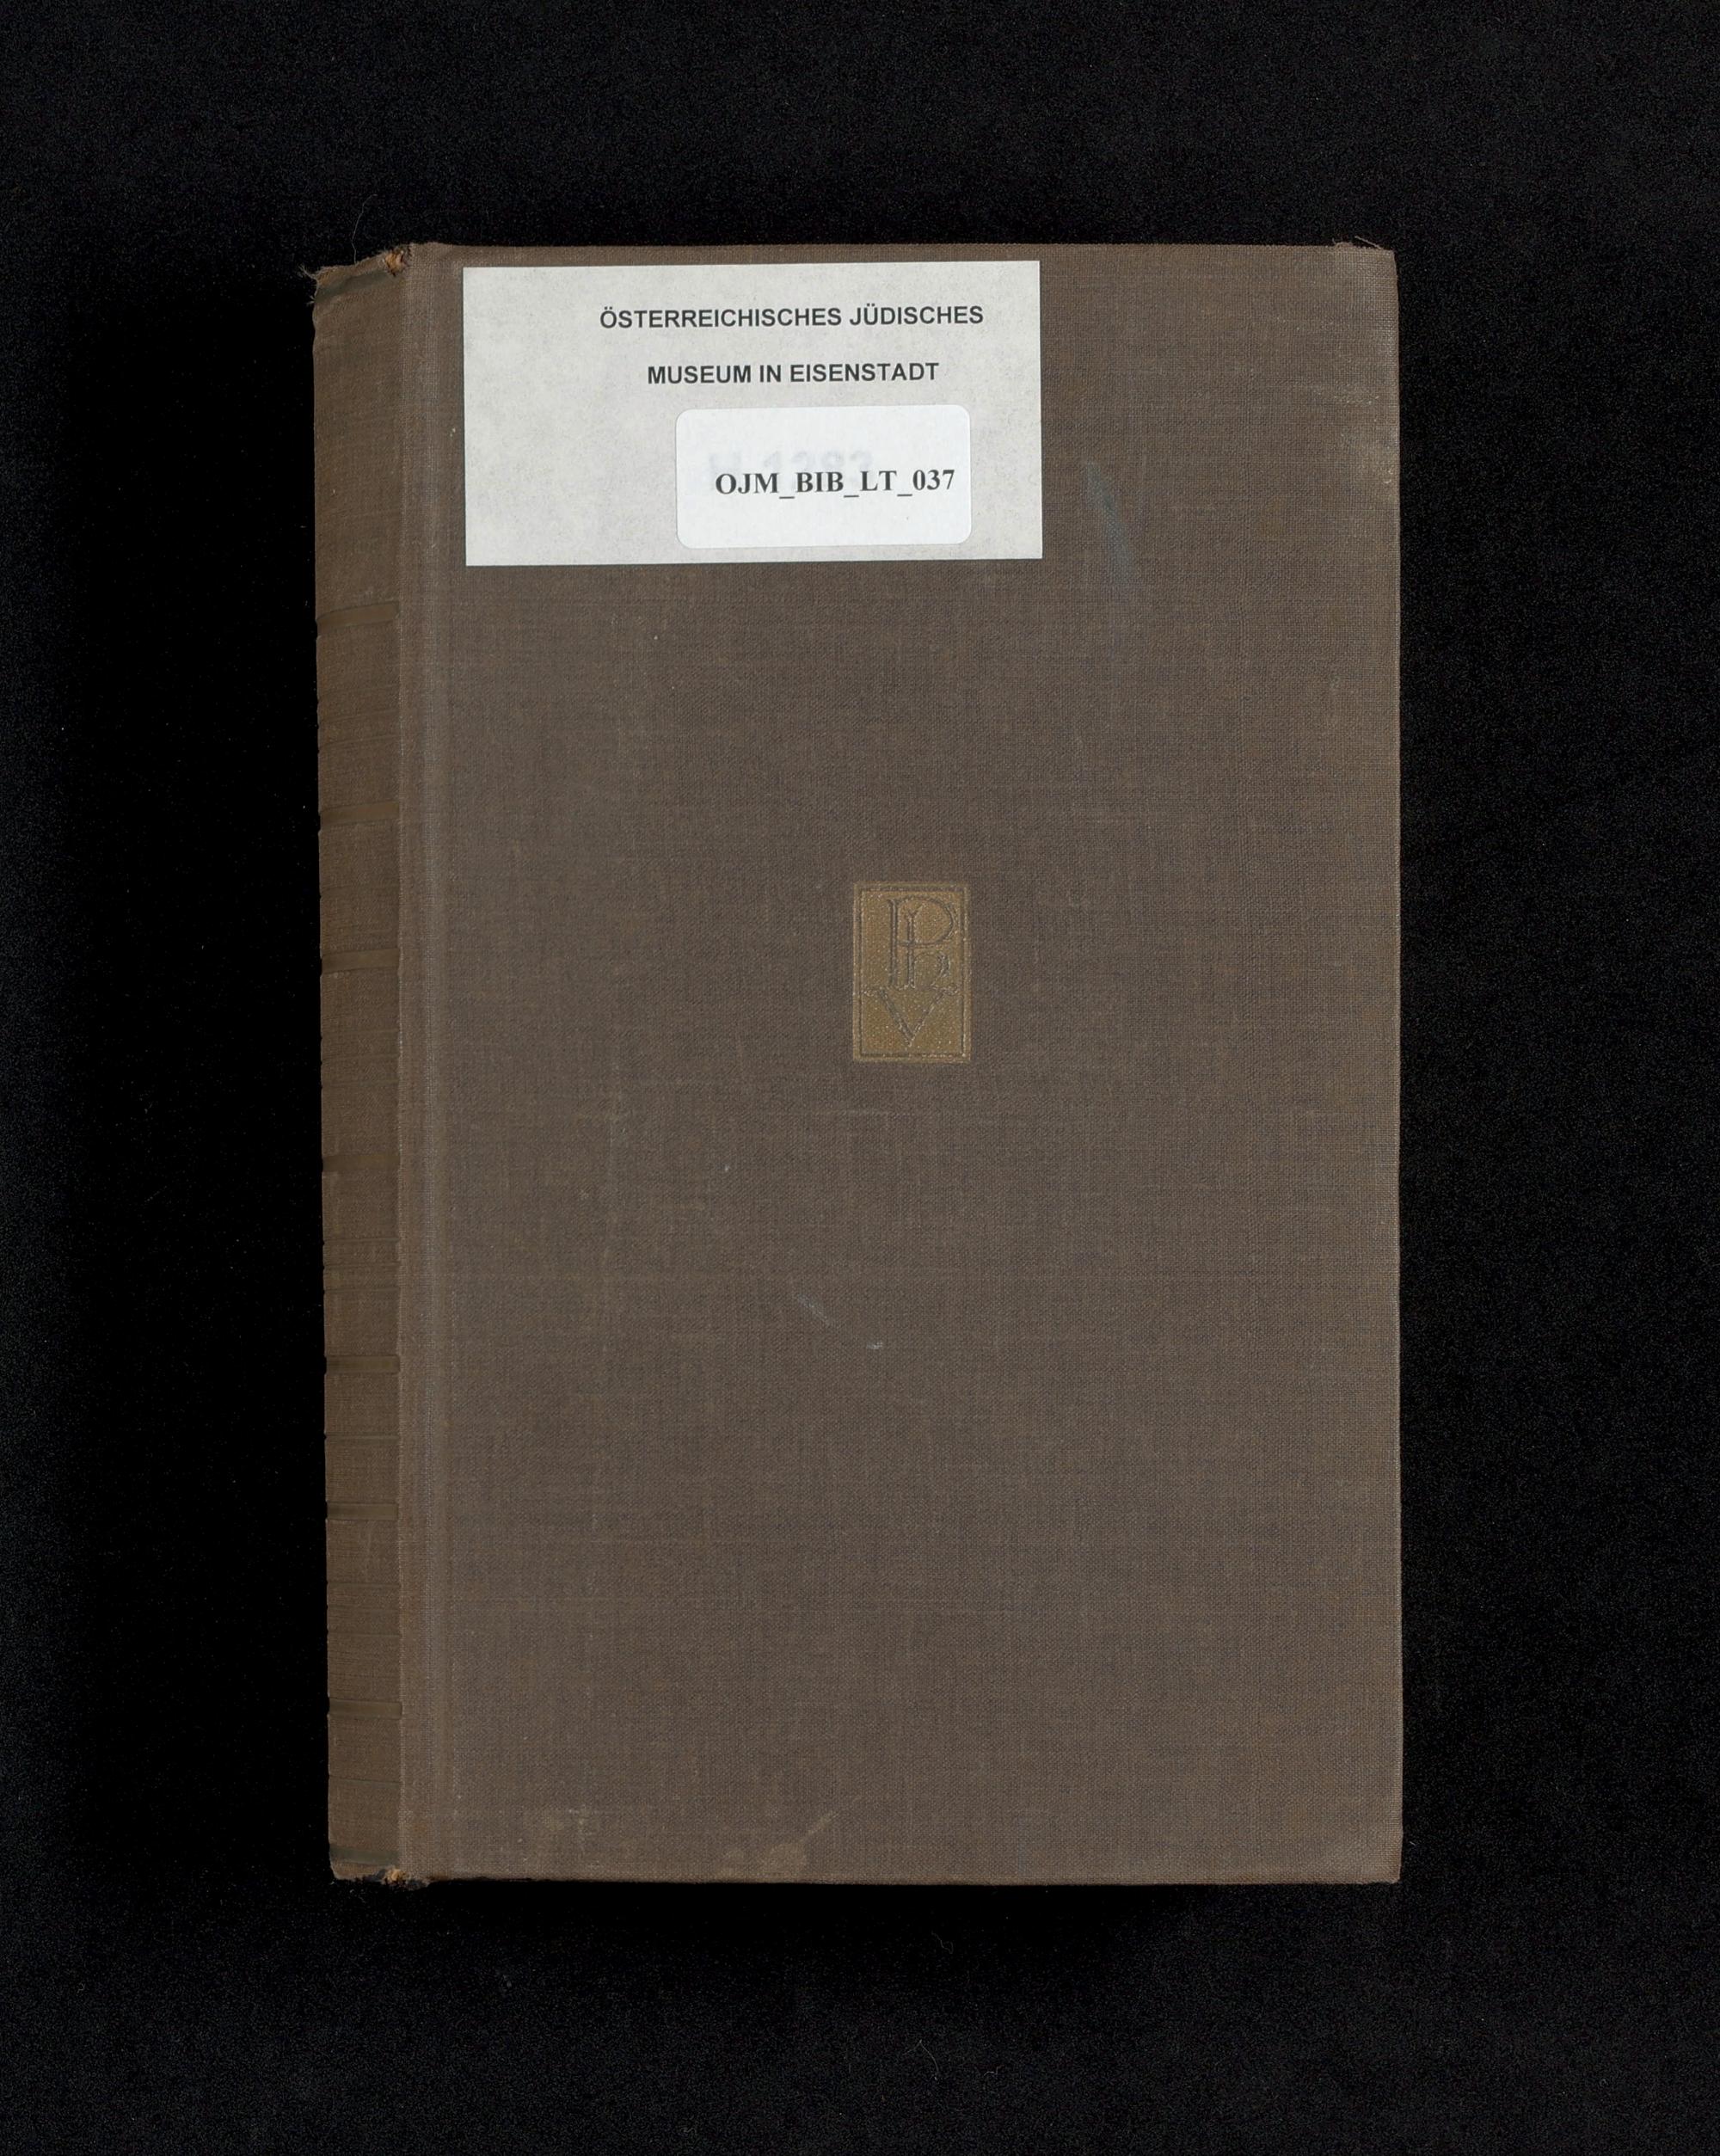 ÖSTERREICHISCHES JÜDISCHES
MUSEUM IN EISENSTADT
OJM_BIB_LT_037